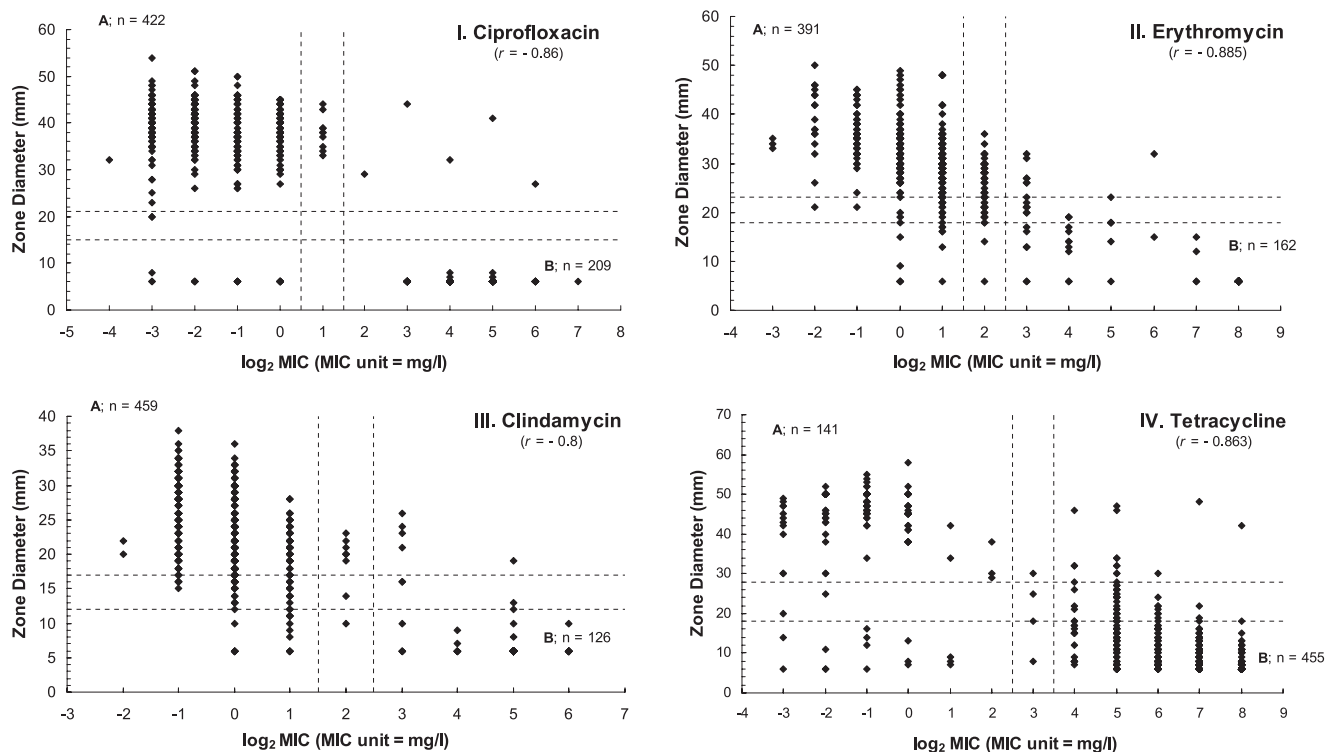 A; n = 422
I. Ciprofloxacin
(r = - 0.86)
60
50
40
30
20
10
0
Zone Diameter (mm)
B; n = 209
-5 -4 -3 -2 -1 0 1 2 3 4 5 6 7 8
log₂ MIC (MIC unit = mg/l)
A; n = 391
II. Erythromycin
(r = - 0.885)
60
50
40
30
20
10
0
Zone Diameter (mm)
B; n = 162
-4 -3 -2 -1 0 1 2 3 4 5 6 7 8 9
log₂ MIC (MIC unit = mg/l)
A; n = 459
III. Clindamycin
(r = - 0.8)
40
35
30
25
20
15
10
5
0
Zone Diameter (mm)
B; n = 126
-3 -2 -1 0 1 2 3 4 5 6 7
log₂ MIC (MIC unit = mg/l)
A; n = 141
IV. Tetracycline
(r = - 0.863)
70
60
50
40
30
20
10
0
Zone Diameter (mm)
B; n = 455
-4 -3 -2 -1 0 1 2 3 4 5 6 7 8 9
log₂ MIC (MIC unit = mg/l)